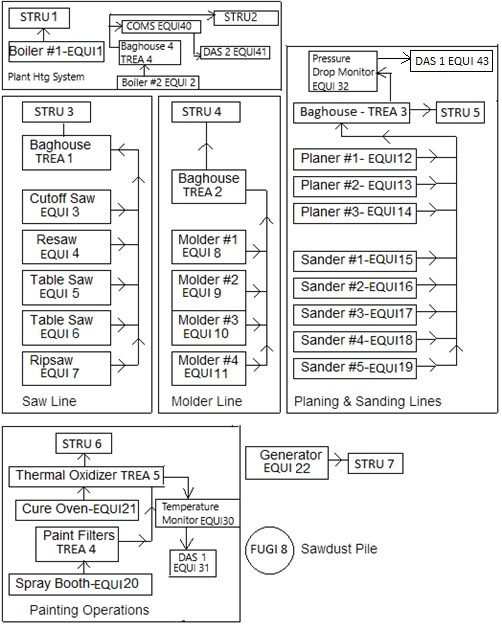 STRU 1
Boiler #1-EQUI1
COMS EQUI40
STRU2
Baghouse 4
TREA 4
DAS 2 EQUI41
Boiler #2 EQUI 2
Plant Htg System
STRU 3
Baghouse
TREA 1
Cutoff Saw
EQUI 3
Resaw
EQUI 4
Table Saw
EQUI 5
Table Saw
EQUI 6
Ripsaw
EQUI 7
Saw Line
STRU 4
Baghouse
TREA 2
Molder #1
EQUI 8
Molder #2
EQUI 9
Molder #3
EQUI 10
Molder #4
EQUI 11
Molder Line
Pressure
Drop Monitor
EQUI 32
DAS 1 EQUI 43
Baghouse - TREA 3
STRU 5
Planer #1- EQUI12
Planer #2- EQUI13
Planer #3- EQUI 14
Sander #1-EQUI15
Sander #2-EQUI16
Sander #3-EQUI17
Sander #4-EQUI18
Sander #5-EQUI19
Planing & Sanding Lines
STRU 6
Thermal Oxidizer TREA 5
Cure Oven-EQUI21
Temperature
Monitor EQUI30
Paint Filters
TREA 4
DAS 1
EQUI 31
Spray Booth-EQUI20
Painting Operations
Generator
EQUI 22
STRU 7
FUGI 8
Sawdust Pile